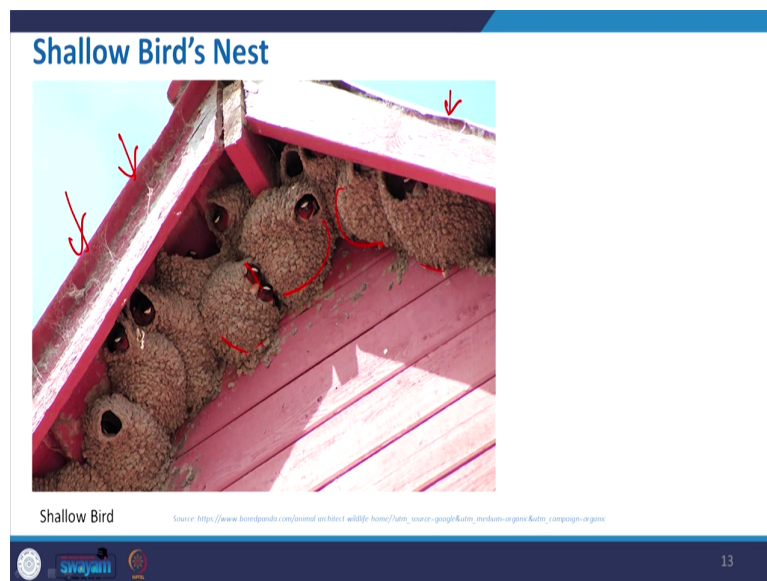 Shallow Bird's Nest
Shallow Bird
Source: https://www.boredpanda.com/animal-architect-wildlife-home/?utm_source=google&utm_medium=organic&utm_campaign=organic
swayam
13